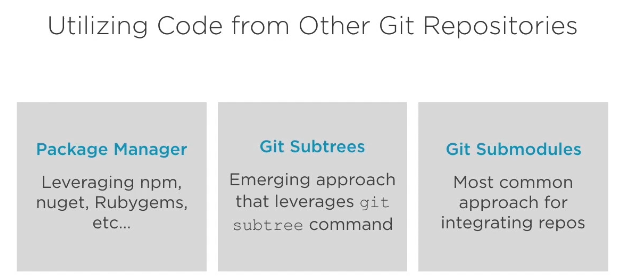 Utilizing Code from Other Git Repositories
Package Manager
Leveraging npm,
nuget, Rubygems,
etc...
Git Subtrees
Emerging approach
that leverages git
subtree command
Git Submodules
Most common
approach for
integrating repos